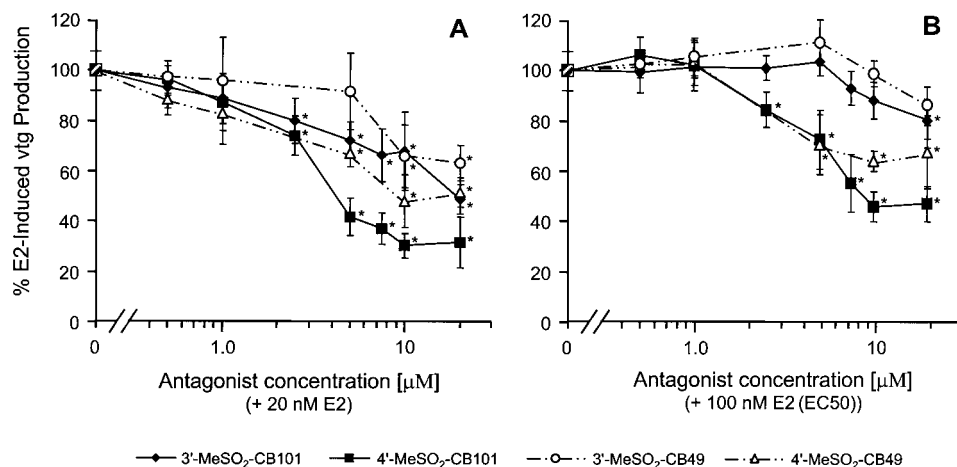 A
B
% E2-Induced vtg Production
120
100
80
60
40
20
0
0
1.0
10
Antagonist concentration [µM]
(+ 20 nM E2)
120
100
80
60
40
20
0
0
1.0
10
Antagonist concentration [µM]
(+ 100 nM E2 (EC50))
3'-MeSO₂-CB101 4'-MeSO₂-CB101 3'-MeSO₂-CB49 4'-MeSO₂-CB49